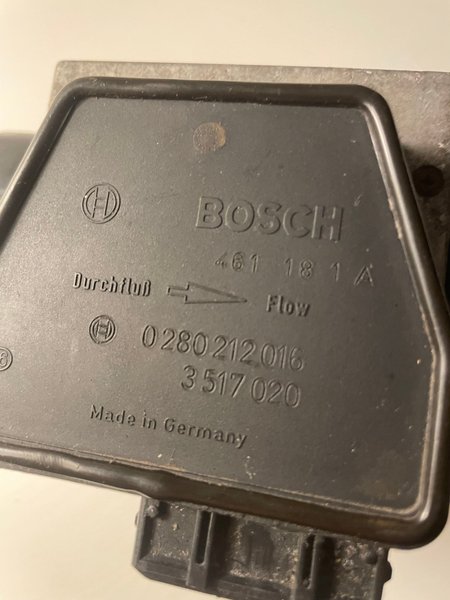 BOSCH
461 18 1 A
Durchfluß Flow
0 280 212 016
3 517 020
Made in Germany